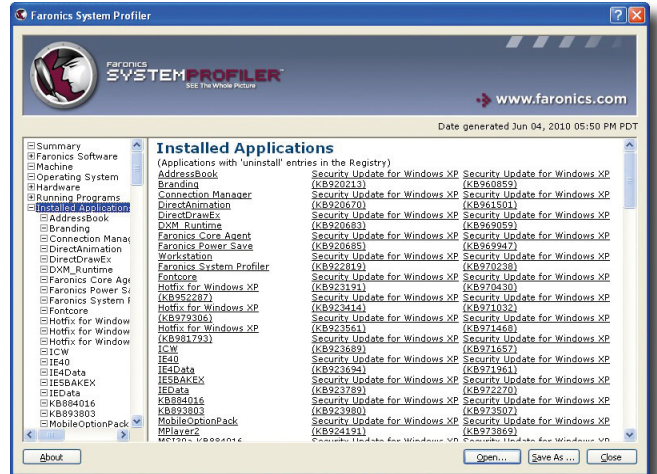 Faronics System Profiler
FARONICS
SYSTEMPROFILER
SEE The Whole Picture
www.faronics.com
Date generated Jun 04, 2010 05:50 PM PDT
Summary
Faronics Software
Machine
Operating System
Hardware
Running Programs
Installed Applications
AddressBook
Branding
Connection Manag
DirectAnimation
DirectDrawEx
DXM_Runtime
Faronics Core Age
Faronics Power Sa
Faronics System P
Fontcore
Hotfix for Window
Hotfix for Window
Hotfix for Window
ICW
IE40
IE4Data
IE5BAKEX
IEData
KB884016
KB893803
MobileOptionPack
Installed Applications
(Applications with 'uninstall' entries in the Registry)
AddressBook
Branding
Connection Manager
DirectAnimation
DirectDrawEx
DXM_Runtime
Faronics Core Agent
Faronics Power Save
Workstation
Faronics System Profiler
Fontcore
Hotfix for Windows XP
(KB952287)
Hotfix for Windows XP
(KB979306)
Hotfix for Windows XP
(KB981793)
ICW
IE40
IE4Data
IE5BAKEX
IEData
KB884016
KB893803
MobileOptionPack
MPlayer2
Security Update for Windows XP
(KB920213)
Security Update for Windows XP
(KB920670)
Security Update for Windows XP
(KB920683)
Security Update for Windows XP
(KB920685)
Security Update for Windows XP
(KB922819)
Security Update for Windows XP
(KB923191)
Security Update for Windows XP
(KB923414)
Security Update for Windows XP
(KB923561)
Security Update for Windows XP
(KB923689)
Security Update for Windows XP
(KB923694)
Security Update for Windows XP
(KB923789)
Security Update for Windows XP
(KB923980)
Security Update for Windows XP
(KB924191)
Security Update for Windows XP
Security Update for Windows XP
(KB960859)
Security Update for Windows XP
(KB961501)
Security Update for Windows XP
(KB969059)
Security Update for Windows XP
(KB969947)
Security Update for Windows XP
(KB970238)
Security Update for Windows XP
(KB970430)
Security Update for Windows XP
(KB971032)
Security Update for Windows XP
(KB971468)
Security Update for Windows XP
(KB971657)
Security Update for Windows XP
(KB971961)
Security Update for Windows XP
(KB972270)
Security Update for Windows XP
(KB973507)
Security Update for Windows XP
(KB973869)
Security Update for Windows XP
About
Open...
Save As ...
Close